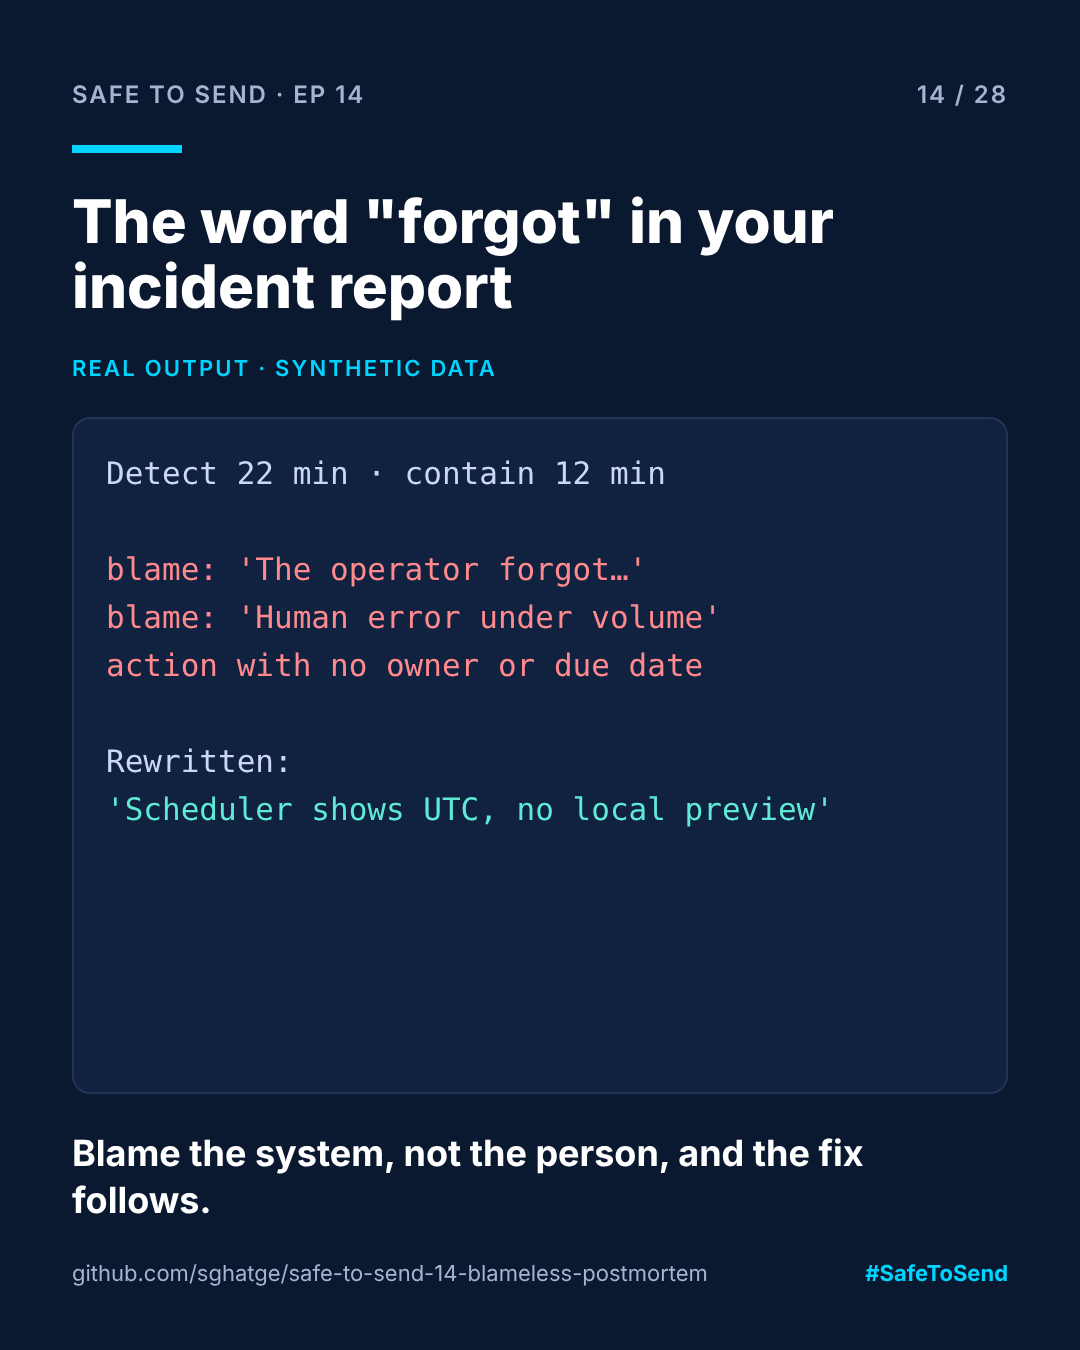 SAFE TO SEND · EP 14
14 / 28
The word "forgot" in your
incident report
REAL OUTPUT · SYNTHETIC DATA
Detect 22 min · contain 12 min
blame: 'The operator forgot…'
blame: 'Human error under volume'
action with no owner or due date
Rewritten:
'Scheduler shows UTC, no local preview'
Blame the system, not the person, and the fix
follows.
github.com/sghatge/safe-to-send-14-blameless-postmortem
#SafeToSend